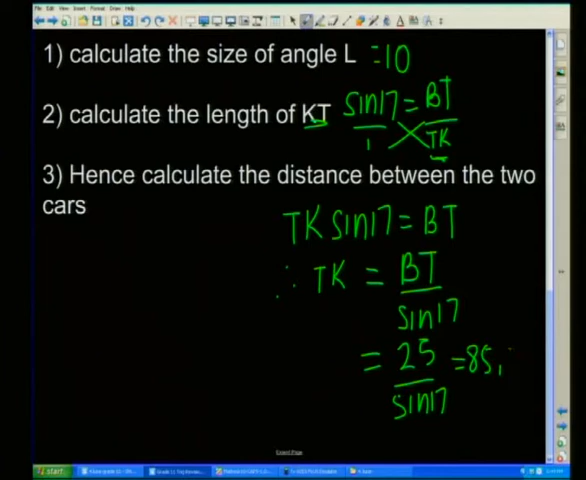 1) calculate the size of angle L =10
2) calculate the length of KT sin17 = BT
1 TK
3) Hence calculate the distance between the two
cars
TK sin17 = BT
∴ TK = BT
sin17
= 25 =85,
sin17
start